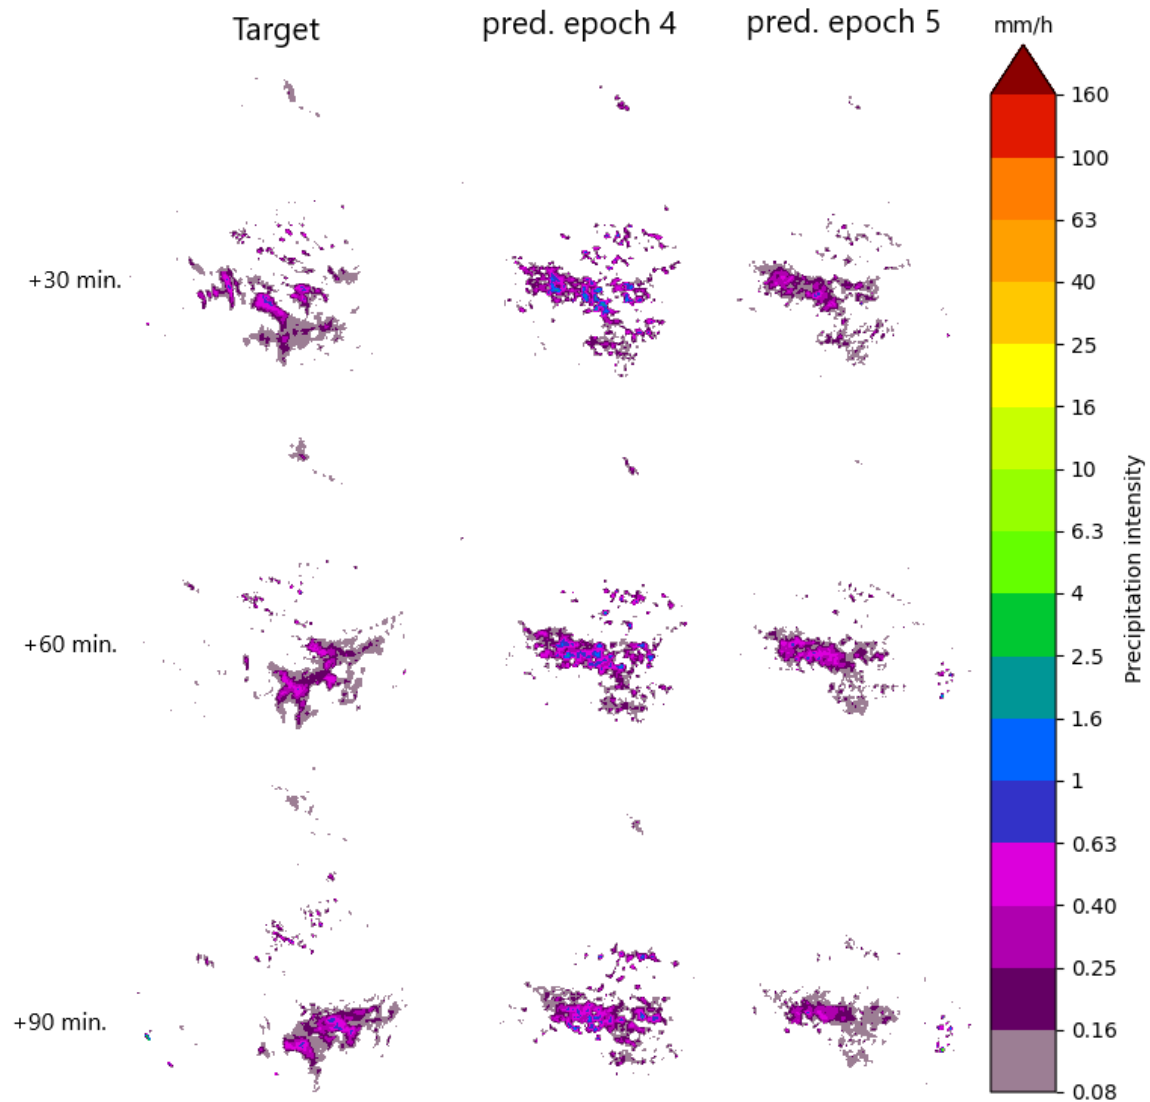 Target
pred. epoch 4
pred. epoch 5
mm/h
160
100
63
+30 min.
40
25
16
10
6.3
4
Precipitation intensity
+60 min.
2.5
1.6
1
0.63
0.40
0.25
+90 min.
0.16
0.08